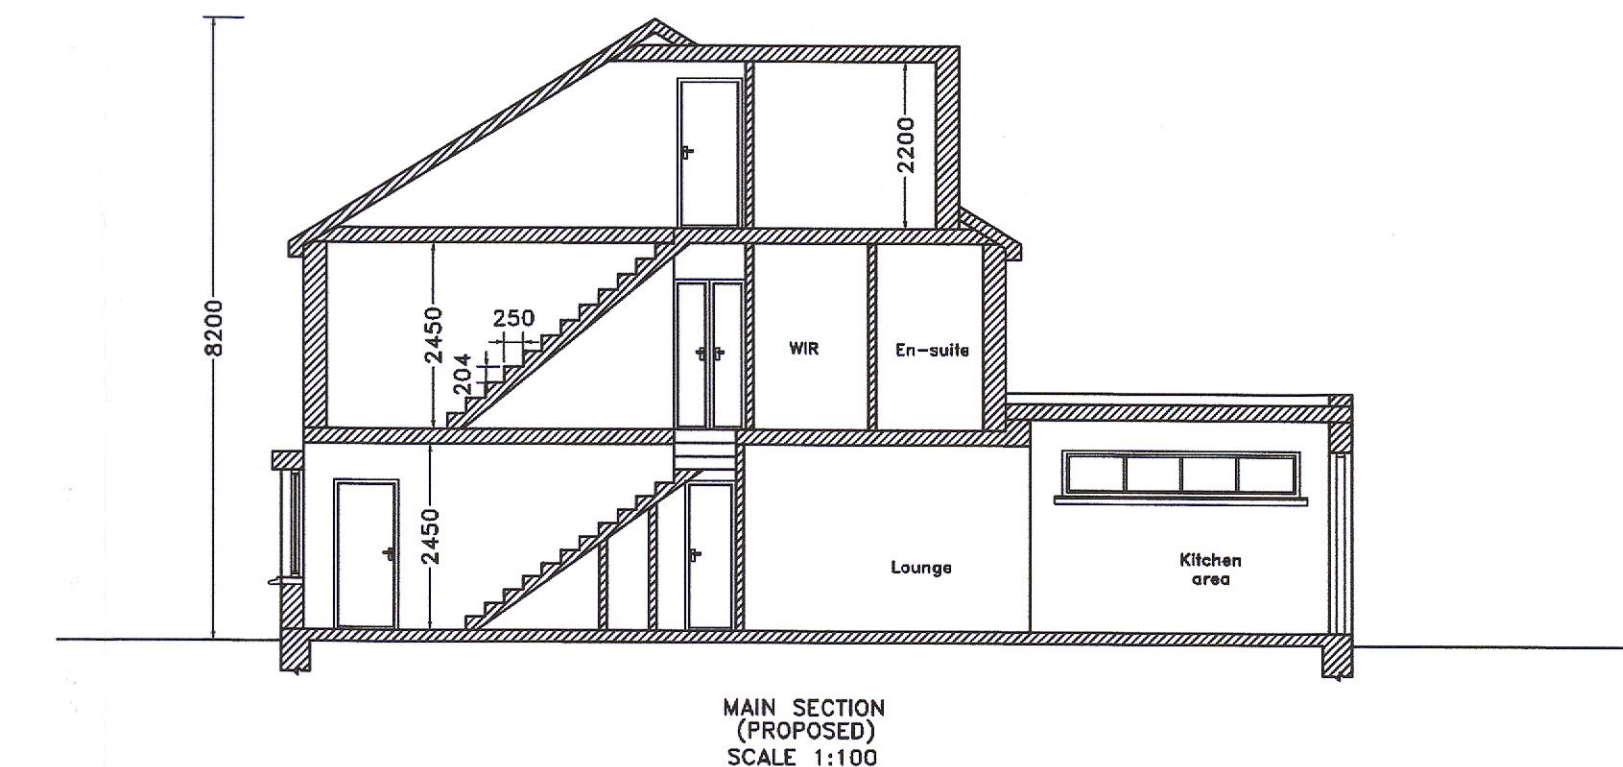 8200
2200
2450
250
204
WIR
En-suite
2450
Lounge
Kitchen
area
MAIN SECTION
(PROPOSED)
SCALE 1:100